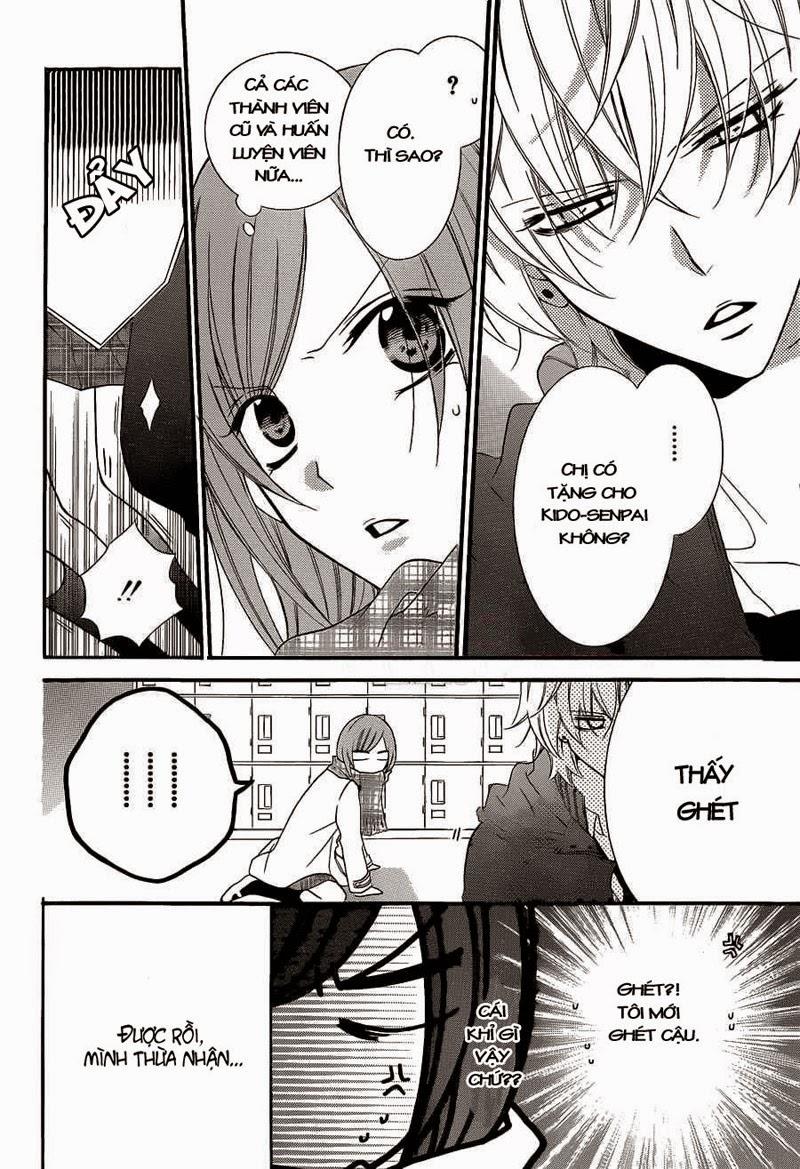 ......
CHỊ CÓ
TẶNG CHO
KIDO-SENPAI
KHÔNG?
?
CÓ.
THÌ SAO?
CẢ CÁC
THÀNH VIÊN
CŨ VÀ HUẤN
LUYỆN VIÊN
NỮA...
ĐẨY
!!
THẤY
GHÉT
......
......
GHÉT?!
TÔI MỚI
GHÉT CẬU.
CÁI
KHỈ GÌ
VẬY
CHỨ??
ĐƯỢC RỒI,
MÌNH THỪA NHẬN...